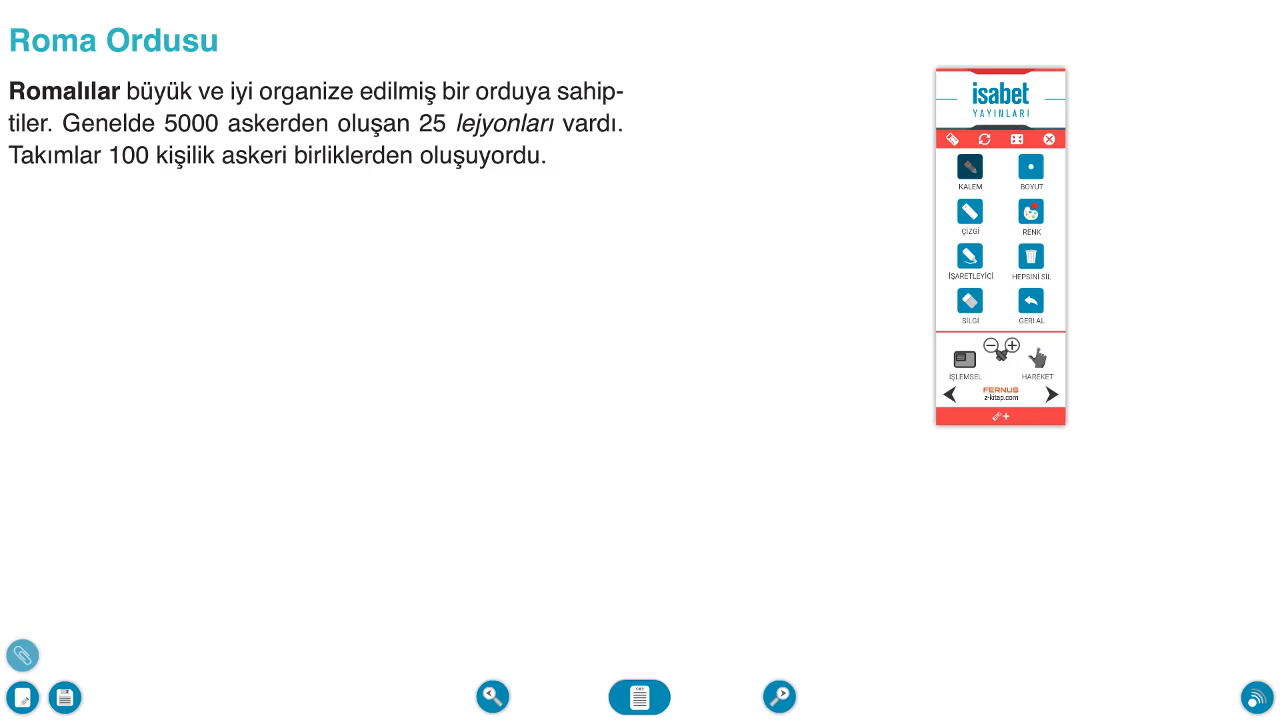 Roma Ordusu
Romalılar büyük ve iyi organize edilmiş bir orduya sahip-
tiler. Genelde 5000 askerden oluşan 25 lejyonları vardı.
Takımlar 100 kişilik askeri birliklerden oluşuyordu.
isabet
YAYINLARI
KALEM
BOYUT
ÇİZGİ
RENK
İŞARETLEYİCİ
HEPSİNİ SİL
SİLGİ
GERİ AL
İŞLEMSEL
HAREKET
FERNUS
z-kitap.com